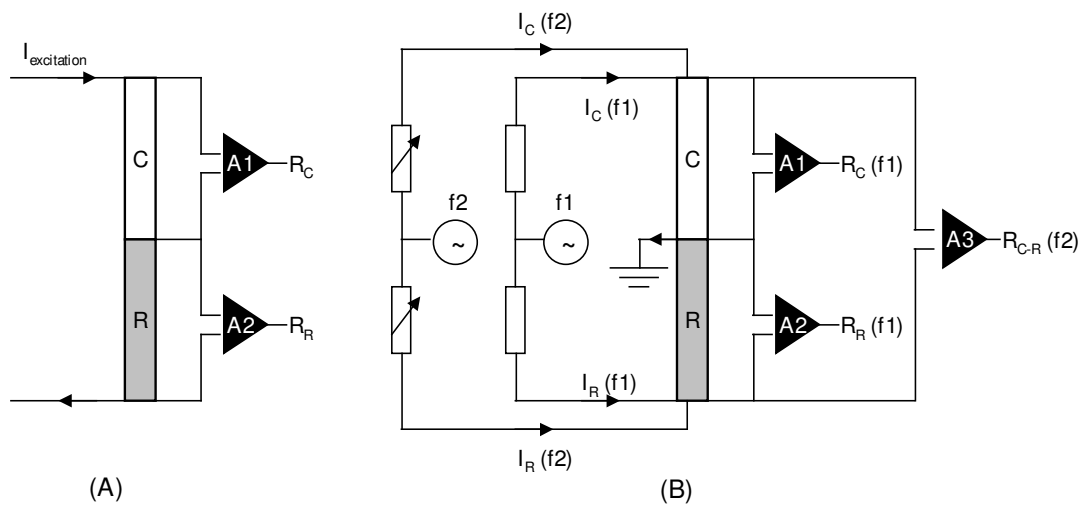 I_excitation
C
A1
R_C
R
A2
R_R
(A)
I_C (f2)
I_C (f1)
f2
f1
~
~
C
A1
R_C (f1)
A3
R_C-R (f2)
R
A2
R_R (f1)
I_R (f1)
I_R (f2)
(B)